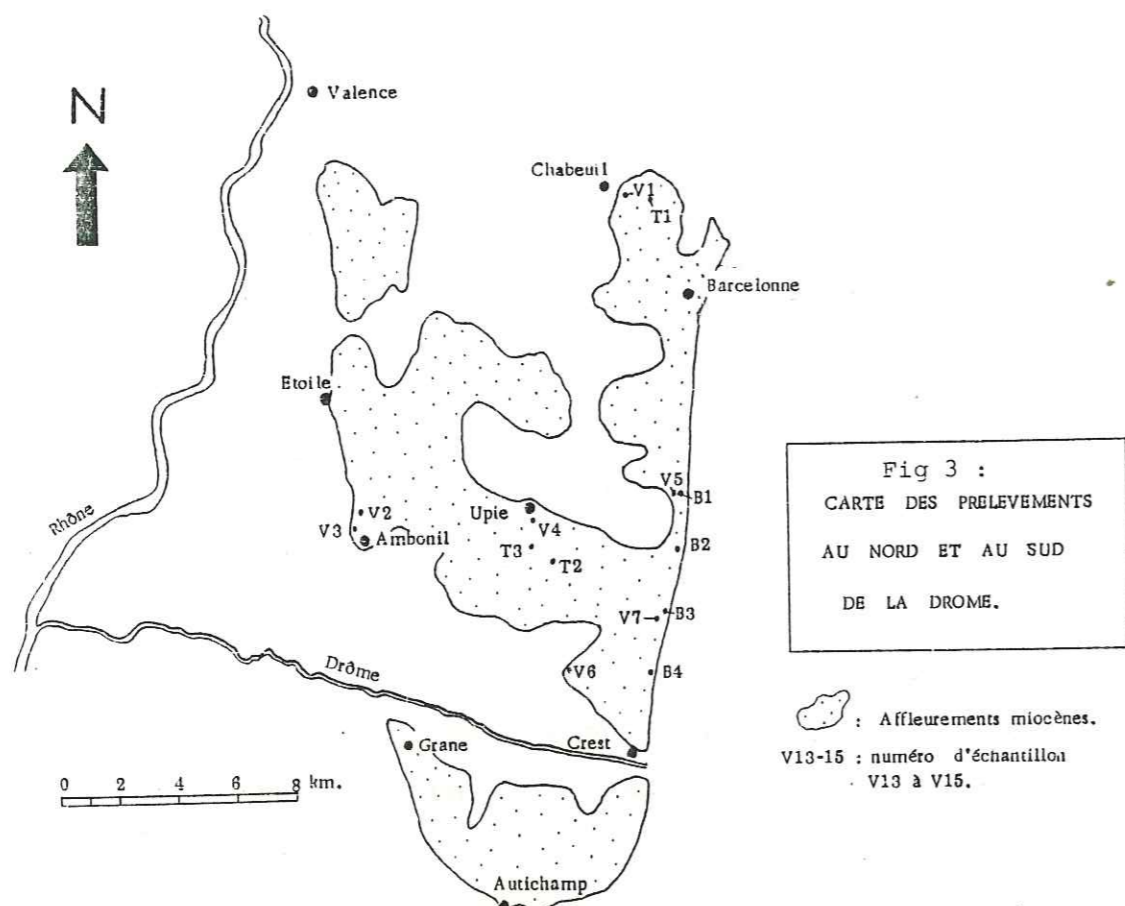 N
Valence
Chabeuil
V1
T1
Barcelonne
Etoile
V5
B1
Rhône
V2
Upie
V3
Ambonil
V4
B2
T3
T2
V7
B3
Drôme
V6
B4
Grane
Crest
0 2 4 6 8 km.
Autichamp
Fig 3 :
CARTE DES PRELEVEMENTS
AU NORD ET AU SUD
DE LA DROME.
: Affleurements miocènes.
V13-15 : numéro d'échantillon
V13 à V15.